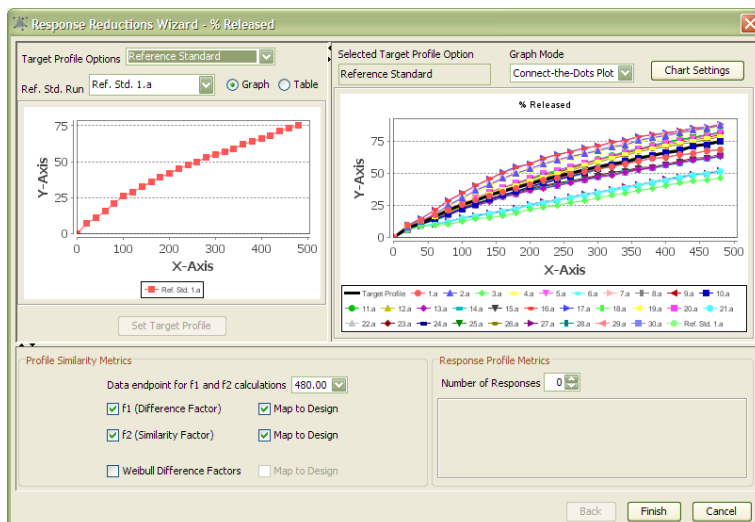 Response Reductions Wizard - % Released
Target Profile Options Reference Standard
Ref. Std. Run Ref. Std. 1.a Graph Table
75
50
25
0
Y-Axis
0 100 200 300 400 500
X-Axis
Ref. Std. 1.a
Set Target Profile
Selected Target Profile Option Graph Mode
Reference Standard Connect-the-Dots Plot Chart Settings
% Released
75
50
25
0
Y-Axis
0 50 100 150 200 250 300 350 400 450 500
X-Axis
Target Profile 1.a 2.a 3.a 4.a 5.a 6.a 7.a 8.a 9.a 10.a
11.a 12.a 13.a 14.a 15.a 16.a 17.a 18.a 19.a 20.a 21.a
22.a 23.a 24.a 25.a 26.a 27.a 28.a 29.a 30.a Ref. Std. 1.a
Profile Similarity Metrics
Data endpoint for f1 and f2 calculations 480.00
f1 (Difference Factor) Map to Design
f2 (Similarity Factor) Map to Design
Weibull Difference Factors Map to Design
Response Profile Metrics
Number of Responses 0
Back Finish Cancel